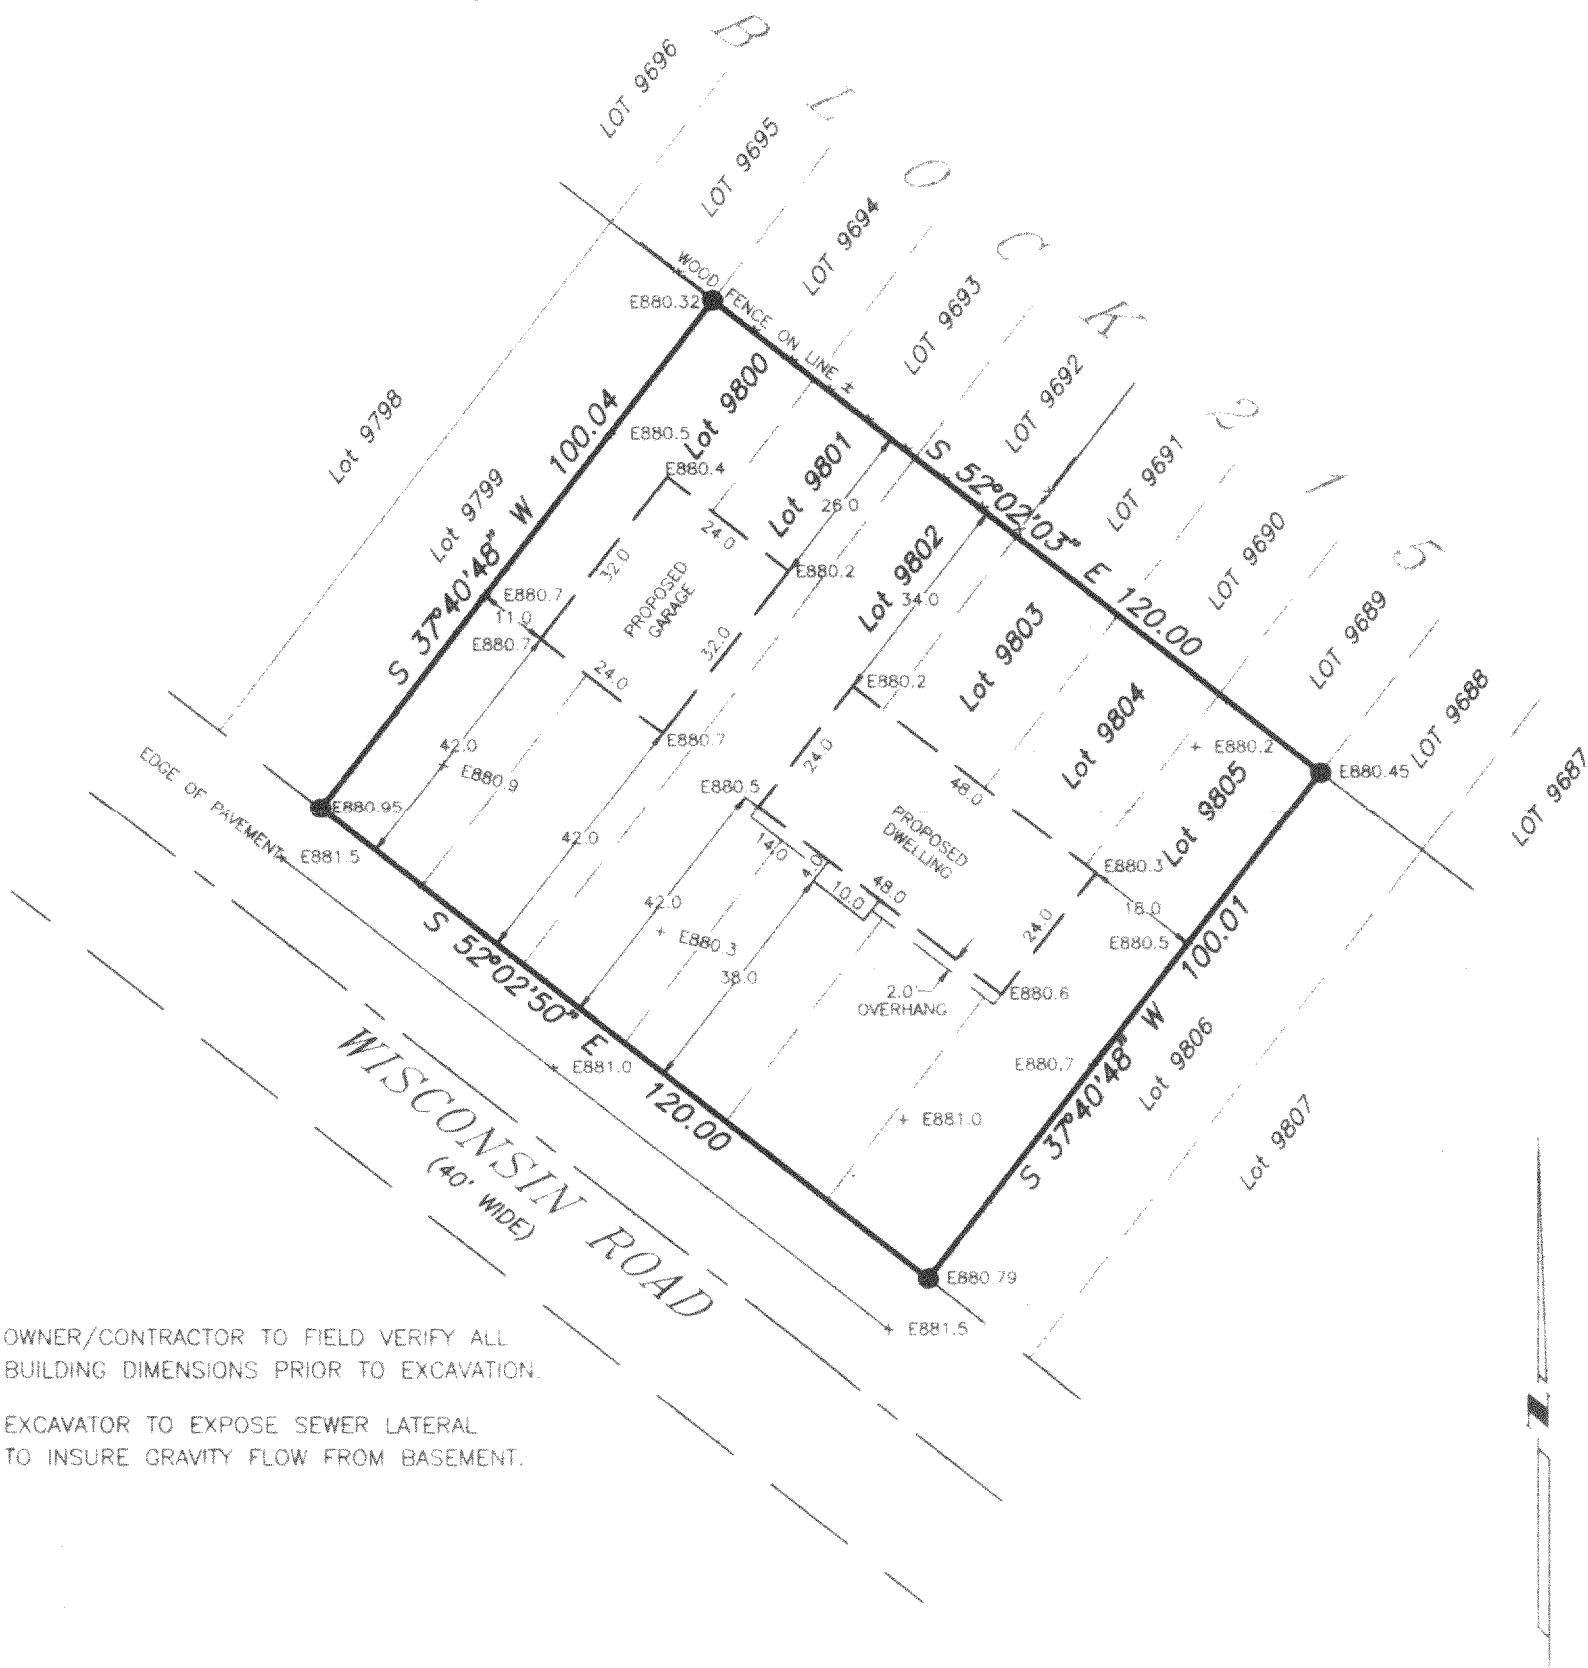 BLOCK 215
LOT 9696
LOT 9695
LOT 9694
LOT 9693
LOT 9692
LOT 9691
LOT 9690
LOT 9689
LOT 9688
LOT 9687
WOOD FENCE ON LINE ±
E880.32
Lot 9798
Lot 9799
S 37°40'48" W 100.04
S 52°02'03" E 120.00
Lot 9800
Lot 9801
Lot 9802
Lot 9803
Lot 9804
Lot 9805
E880.5
E880.4
24.0
26.0
32.0
PROPOSED
GARAGE
E880.2
E880.7
11.0
E880.7
24.0
32.0
34.0
E880.2
E880.7
42.0
E880.9
E880.2
E880.45
24.0
48.0
E880.5
PROPOSED
DWELLING
14.0
4.0
10.0
48.0
E880.3
18.0
E880.5
24.0
E880.95
42.0
42.0
E880.3
38.0
2.0
OVERHANG
E880.6
E880.7
E881.0
S 37°40'48" W 100.01
Lot 9806
Lot 9807
EDGE OF PAVEMENT
E881.5
S 52°02'50" E 120.00
E881.0
E880.79
E881.5
WISCONSIN ROAD
(40' WIDE)
OWNER/CONTRACTOR TO FIELD VERIFY ALL
BUILDING DIMENSIONS PRIOR TO EXCAVATION.
EXCAVATOR TO EXPOSE SEWER LATERAL
TO INSURE GRAVITY FLOW FROM BASEMENT.
N